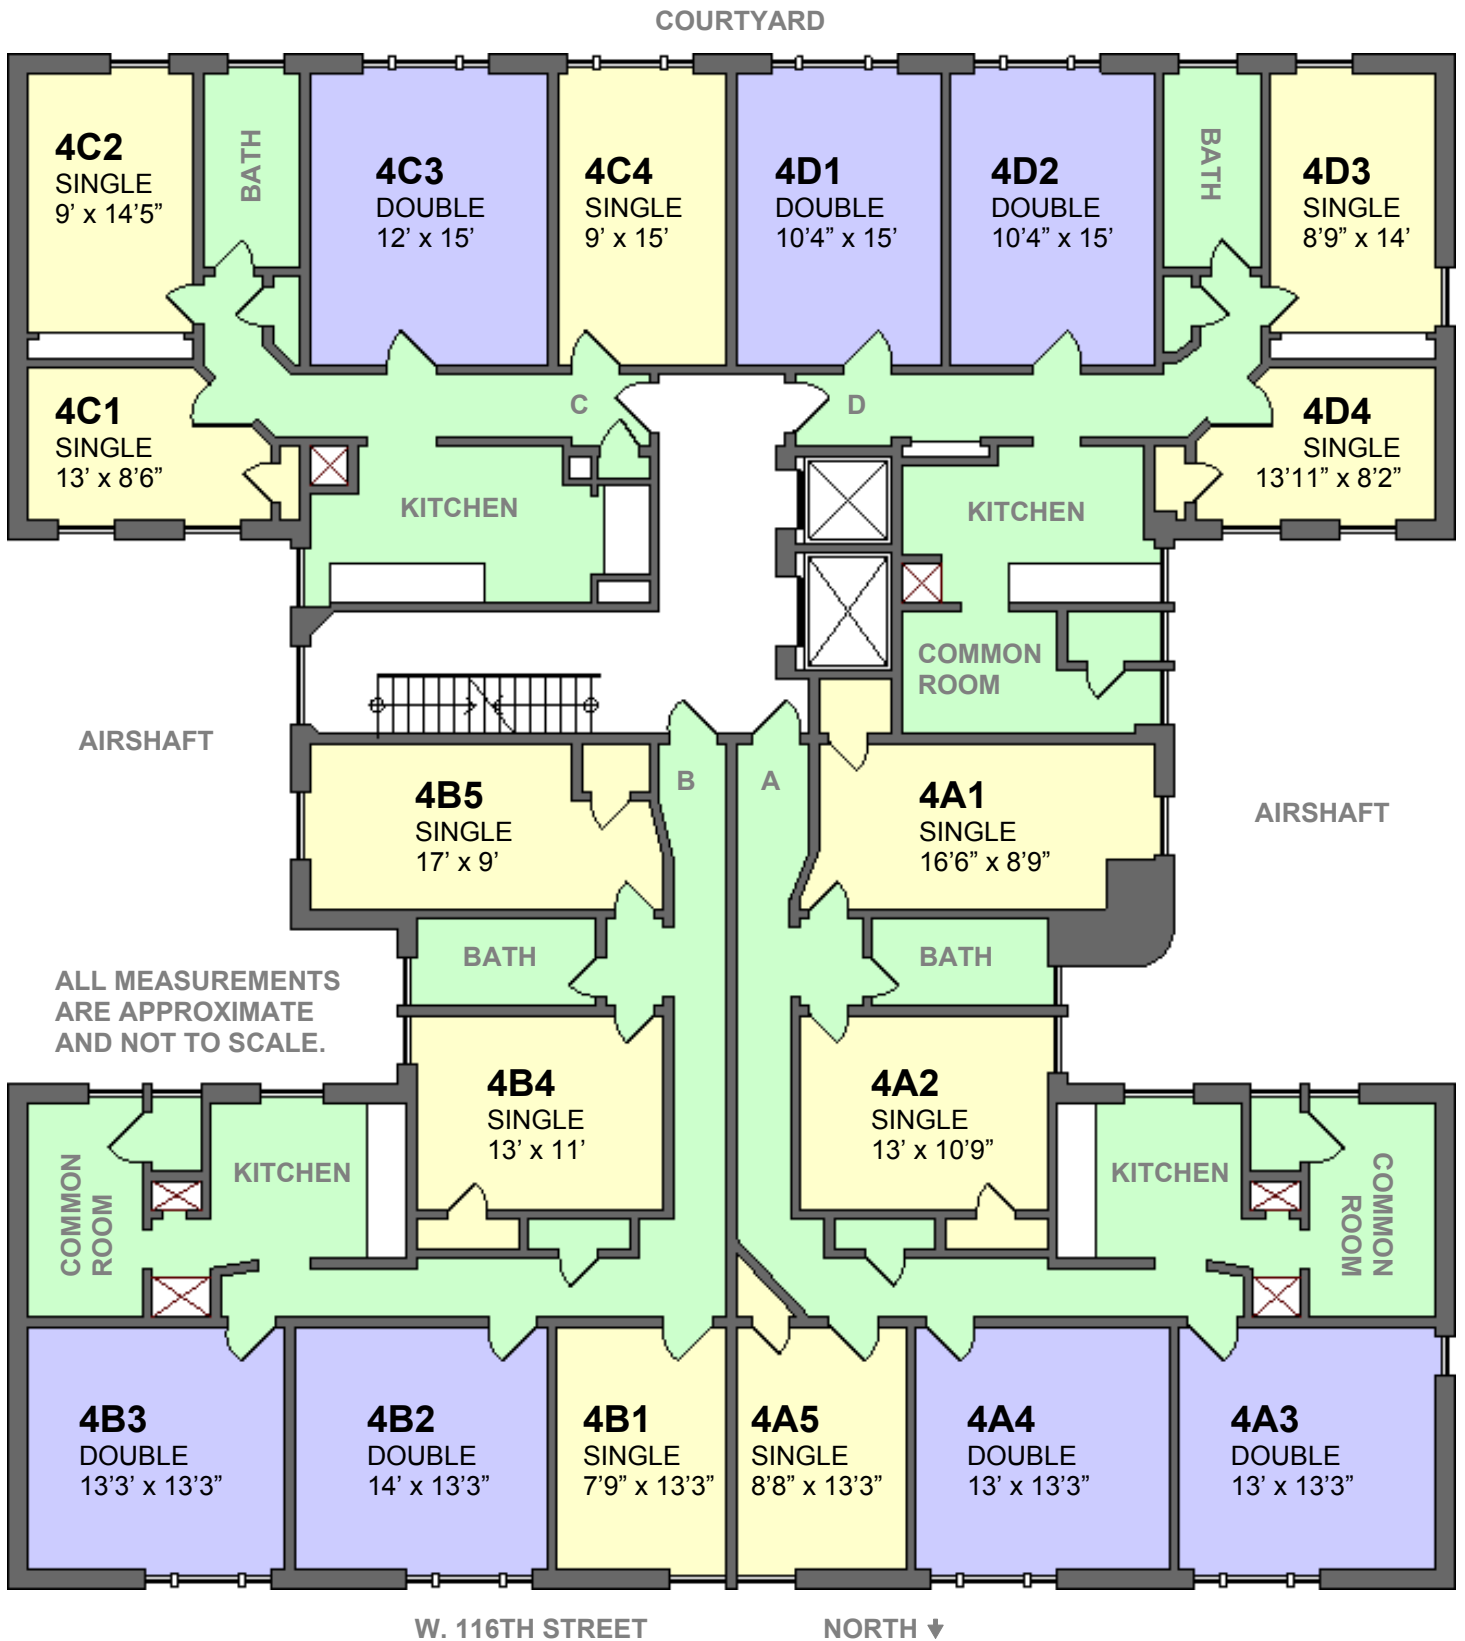 COURTYARD
4C2
SINGLE
9’ x 14’5”
BATH
4C3
DOUBLE
12’ x 15’
4C4
SINGLE
9’ x 15’
4D1
DOUBLE
10’4” x 15’
4D2
DOUBLE
10’4” x 15’
BATH
4D3
SINGLE
8’9” x 14’
4C1
SINGLE
13’ x 8’6”
C
D
4D4
SINGLE
13’11” x 8’2”
KITCHEN
KITCHEN
COMMON
ROOM
AIRSHAFT
B
A
4B5
SINGLE
17’ x 9’
4A1
SINGLE
16’6” x 8’9”
AIRSHAFT
BATH
BATH
ALL MEASUREMENTS
ARE APPROXIMATE
AND NOT TO SCALE.
4B4
SINGLE
13’ x 11’
4A2
SINGLE
13’ x 10’9”
COMMON
ROOM
KITCHEN
KITCHEN
COMMON
ROOM
4B3
DOUBLE
13’3’ x 13’3”
4B2
DOUBLE
14’ x 13’3”
4B1
SINGLE
7’9” x 13’3”
4A5
SINGLE
8’8” x 13’3”
4A4
DOUBLE
13’ x 13’3”
4A3
DOUBLE
13’ x 13’3”
W. 116TH STREET
NORTH